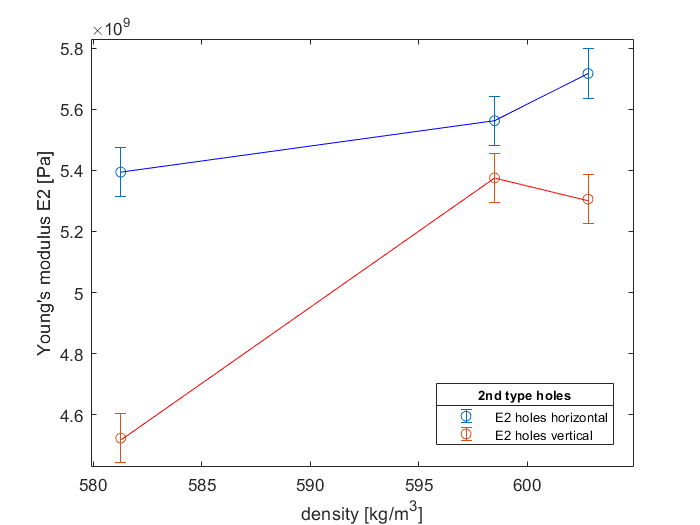 ×10^9
5.8
5.6
5.4
5.2
5
4.8
4.6
Young's modulus E2 [Pa]
2nd type holes
E2 holes horizontal
E2 holes vertical
580 585 590 595 600
density [kg/m^3]